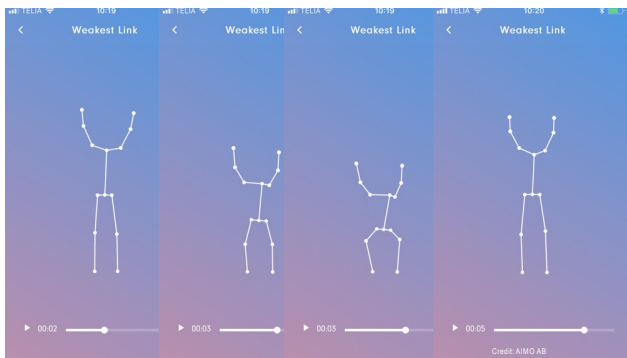 TELIA 10:19
Weakest Link
00:02
TELIA 10:19
Weakest Lin
00:03
TELIA 10:19
Weakest Link
00:03
TELIA 10:20
Weakest Link
00:05
Credit: AIMO AB